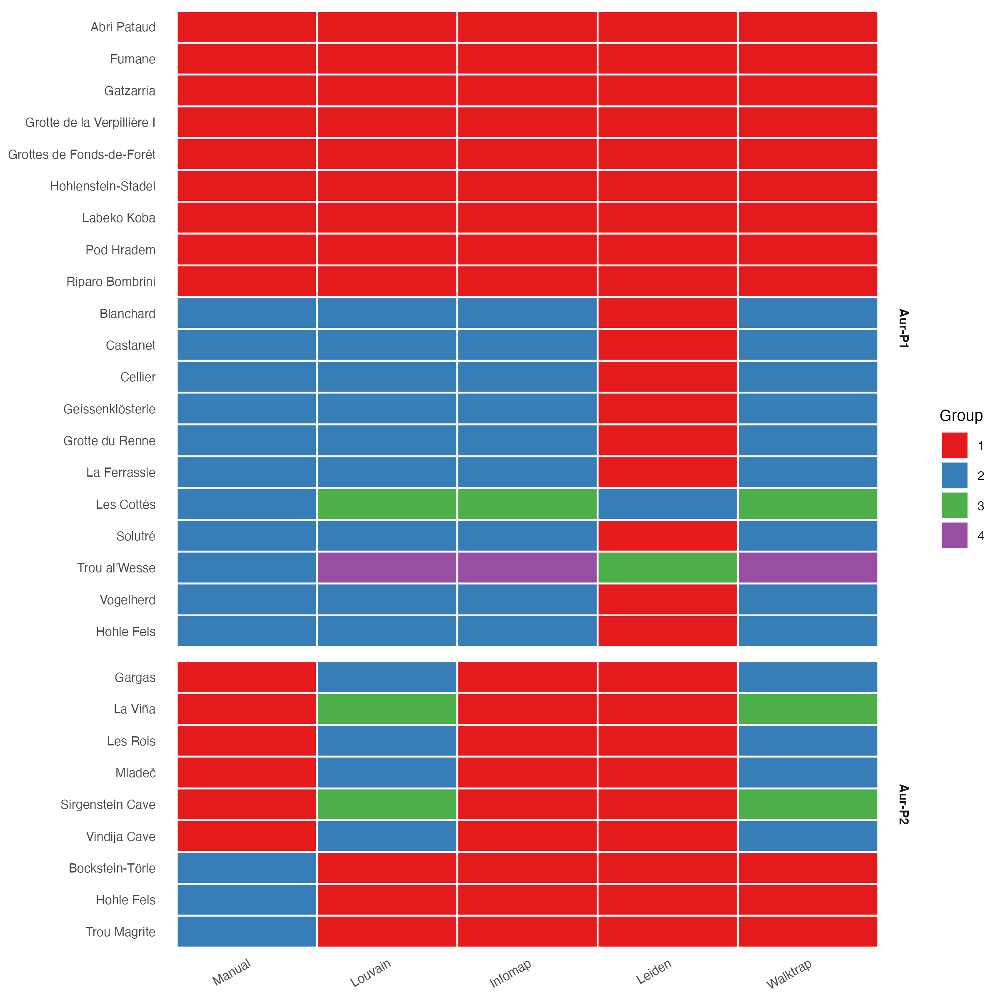 Abri Pataud
Fumane
Gatzarria
Grotte de la Verpillière I
Grottes de Fonds-de-Forêt
Hohlenstein-Stadel
Labeko Koba
Pod Hradem
Riparo Bombrini
Blanchard
Castanet
Cellier
Geissenklösterle
Grotte du Renne
La Ferrassie
Les Cottés
Solutré
Trou al'Wesse
Vogelherd
Hohle Fels
Aur-P1
Gargas
La Viña
Les Rois
Mladeč
Sirgenstein Cave
Vindija Cave
Bockstein-Törle
Hohle Fels
Trou Magrite
Aur-P2
Manual
Louvain
Infomap
Leiden
Walktrap
Group
1
2
3
4